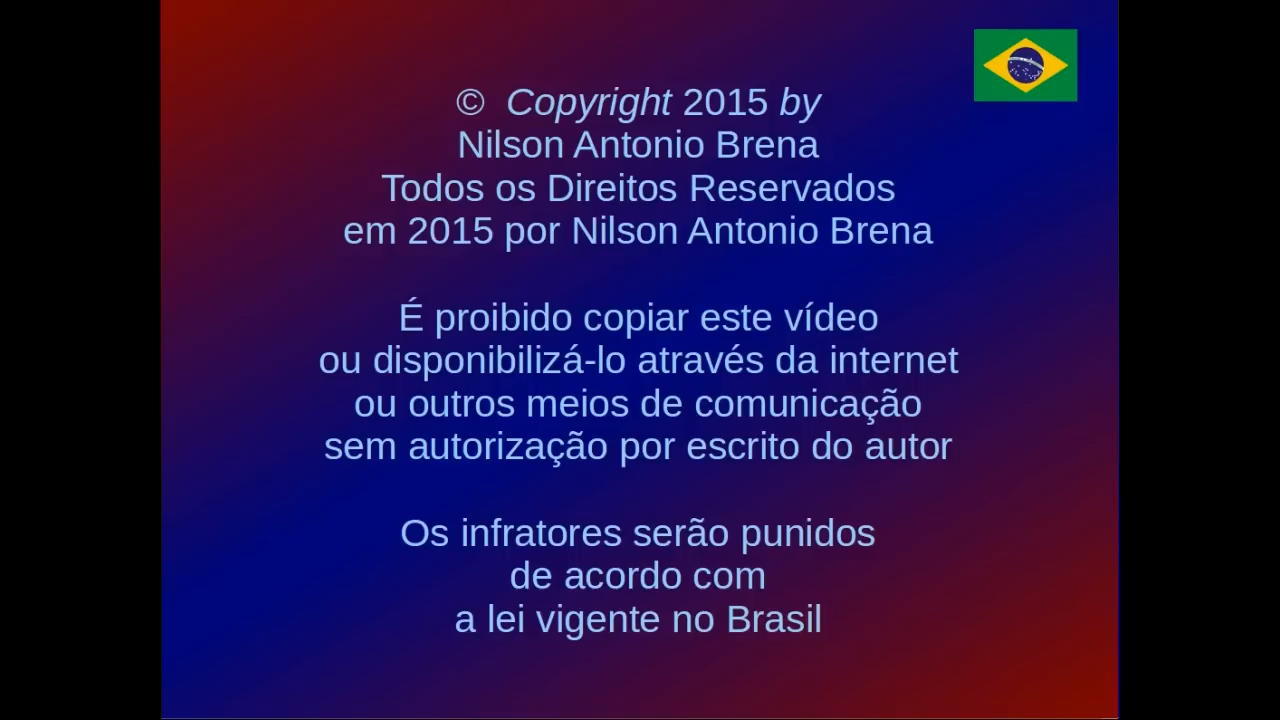 © Copyright 2015 by
Nilson Antonio Brena
Todos os Direitos Reservados
em 2015 por Nilson Antonio Brena
É proibido copiar este vídeo
ou disponibilizá-lo através da internet
ou outros meios de comunicação
sem autorização por escrito do autor
Os infratores serão punidos
de acordo com
a lei vigente no Brasil